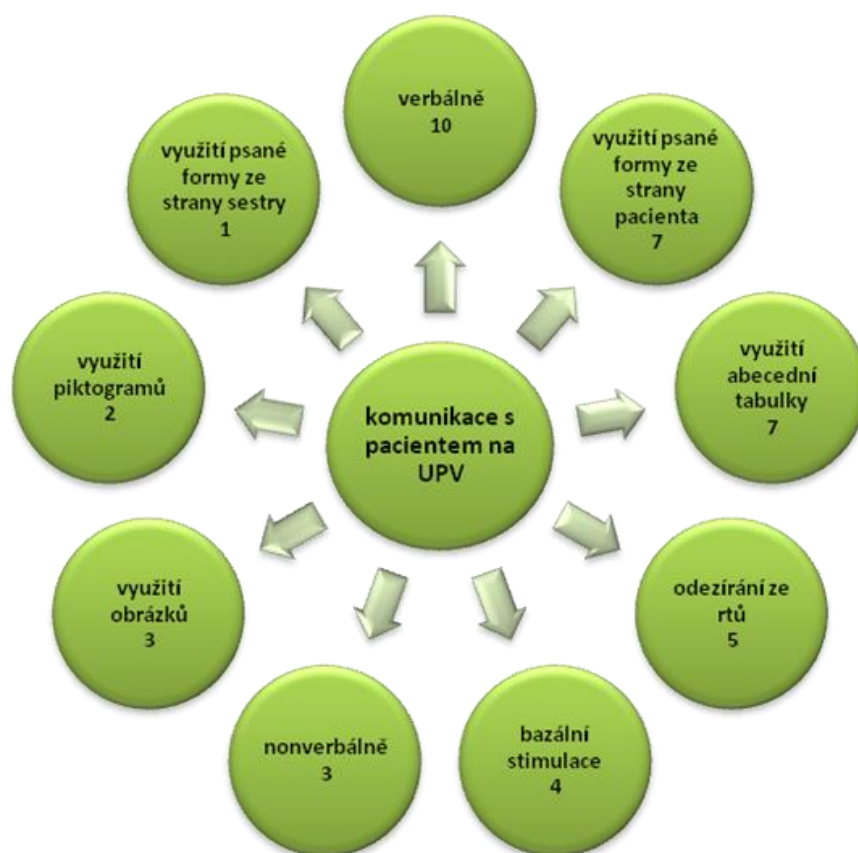 verbálně
10
využití psané
formy ze
strany
pacienta
7
využití
abecední
tabulky
7
odezírání ze
rtů
5
bazální
stimulace
4
nonverbálně
3
využití
obrázků
3
využití
piktogramů
2
využití psané
formy ze
strany sestry
1
komunikace s
pacientem na
UPV